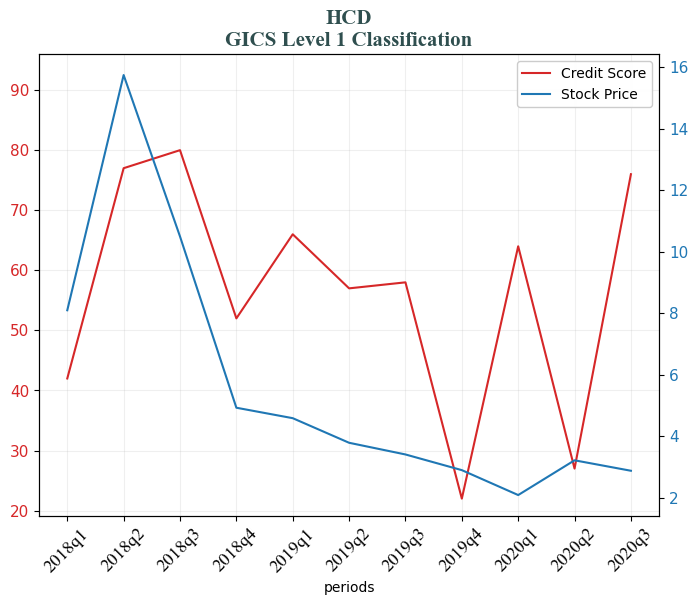 HCD
GICS Level 1 Classification
Credit Score
Stock Price
90
80
70
60
50
40
30
20
16
14
12
10
8
6
4
2
2018q1
2018q2
2018q3
2018q4
2019q1
2019q2
2019q3
2019q4
2020q1
2020q2
2020q3
periods